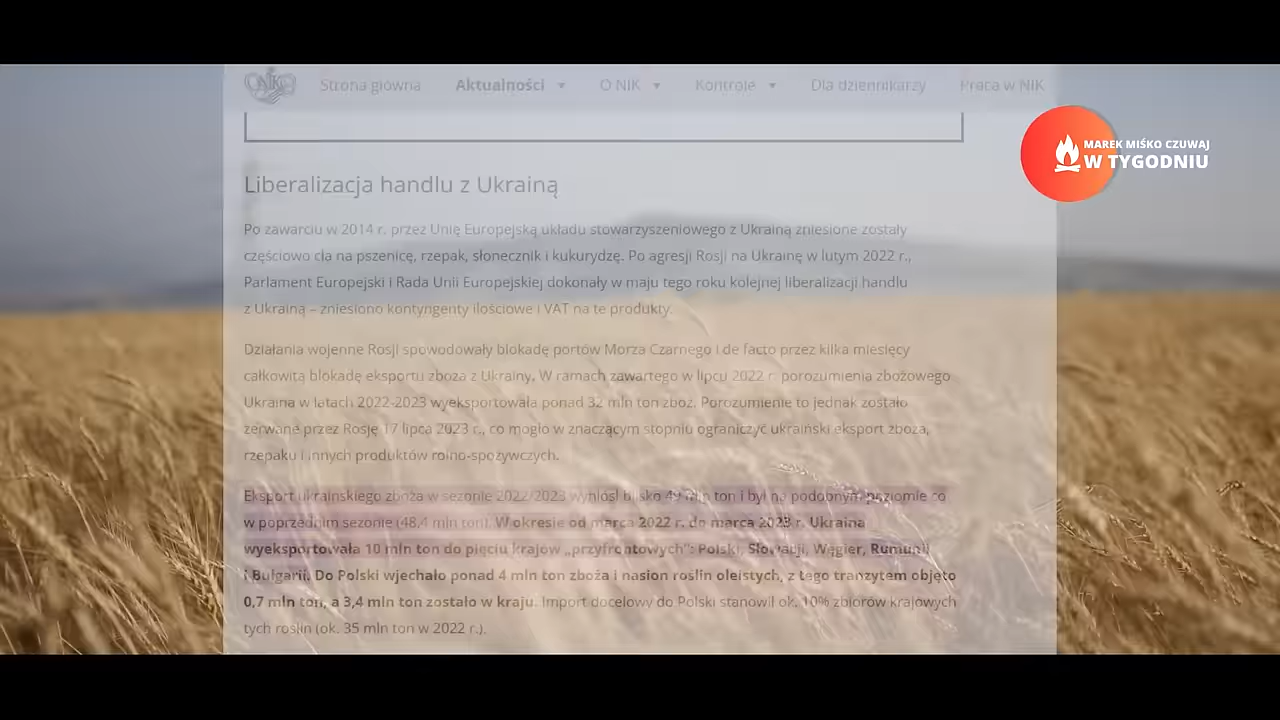 NIK
Strona główna Aktualności O NIK Kontrole Dla dziennikarzy Praca w NIK
MAREK MIŚKO CZUWAJ
W TYGODNIU
Liberalizacja handlu z Ukrainą
Po zawarciu w 2014 r. przez Unię Europejską układu stowarzyszeniowego z Ukrainą zniesione zostały
częściowo cła na pszenicę, rzepak, słonecznik i kukurydzę. Po agresji Rosji na Ukrainę w lutym 2022 r.,
Parlament Europejski i Rada Unii Europejskiej dokonały w maju tego roku kolejnej liberalizacji handlu
z Ukrainą – zniesiono kontyngenty ilościowe i VAT na te produkty.
Działania wojenne Rosji spowodowały blokadę portów Morza Czarnego i de facto przez kilka miesięcy
całkowitą blokadę eksportu zboża z Ukrainy. W ramach zawartego w lipcu 2022 r. porozumienia zbożowego
Ukraina w latach 2022-2023 wyeksportowała ponad 32 mln ton zbóż. Porozumienie to jednak zostało
zerwane przez Rosję 17 lipca 2023 r., co mogło w znaczącym stopniu ograniczyć ukraiński eksport zboża,
rzepaku i innych produktów rolno-spożywczych.
Eksport ukraińskiego zboża w sezonie 2022/2023 wyniósł blisko 49 mln ton i był na podobnym poziomie co
w poprzednim sezonie (48,4 mln ton). W okresie od marca 2022 r. do marca 2023 r. Ukraina
wyeksportowała 10 mln ton do pięciu krajów „przyfrontowych”: Polski, Słowacji, Węgier, Rumunii
i Bułgarii. Do Polski wjechało ponad 4 mln ton zboża i nasion roślin oleistych, z tego tranzytem objęto
0,7 mln ton, a 3,4 mln ton zostało w kraju. Import docelowy do Polski stanowił ok. 10% zbiorów krajowych
tych roślin (ok. 35 mln ton w 2022 r.).